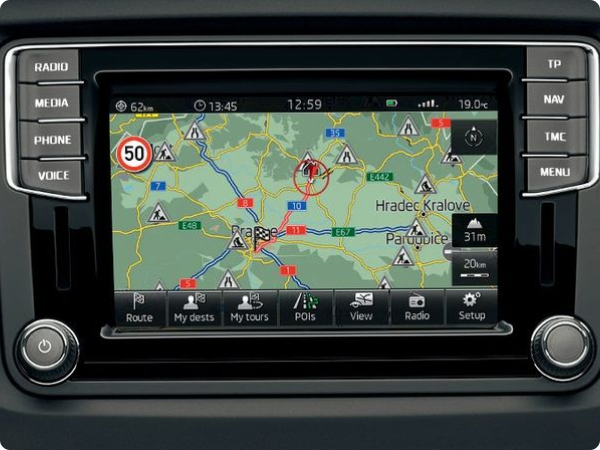 RADIO
MEDIA
PHONE
VOICE
TP
NAV
TMC
MENU
62km
13:45
12:59
19.0°C
50
35
5
N
7
E442
8
10
Hradec Kralove
E48
11
E67
Pardubice
31m
1
5
20km
Route
My dests
My tours
POIs
View
Radio
Setup